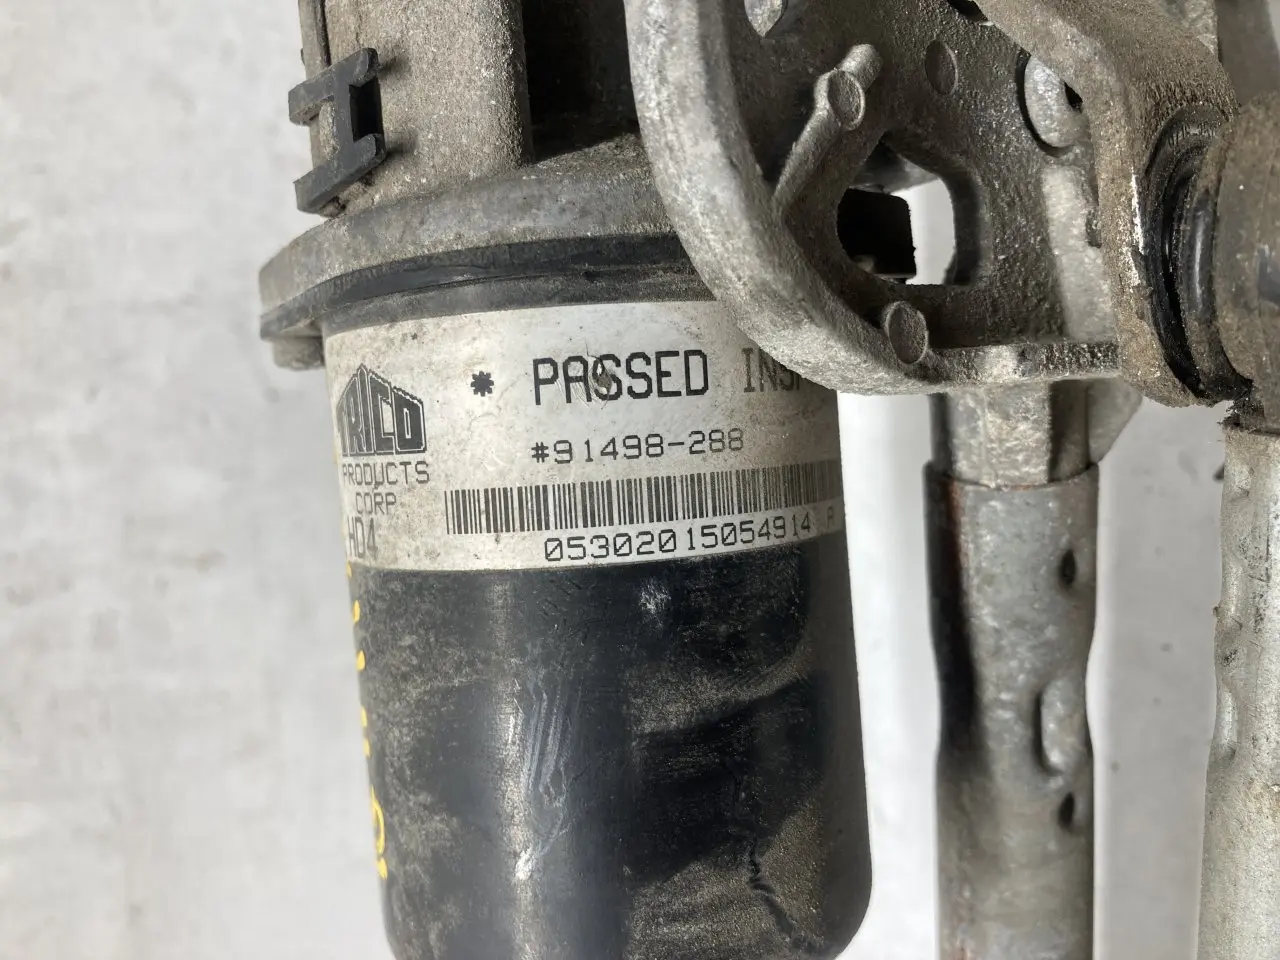 * PASSED INS
TRICO
PRODUCTS
CORP
HD4
#91498-288
05302015054914 A